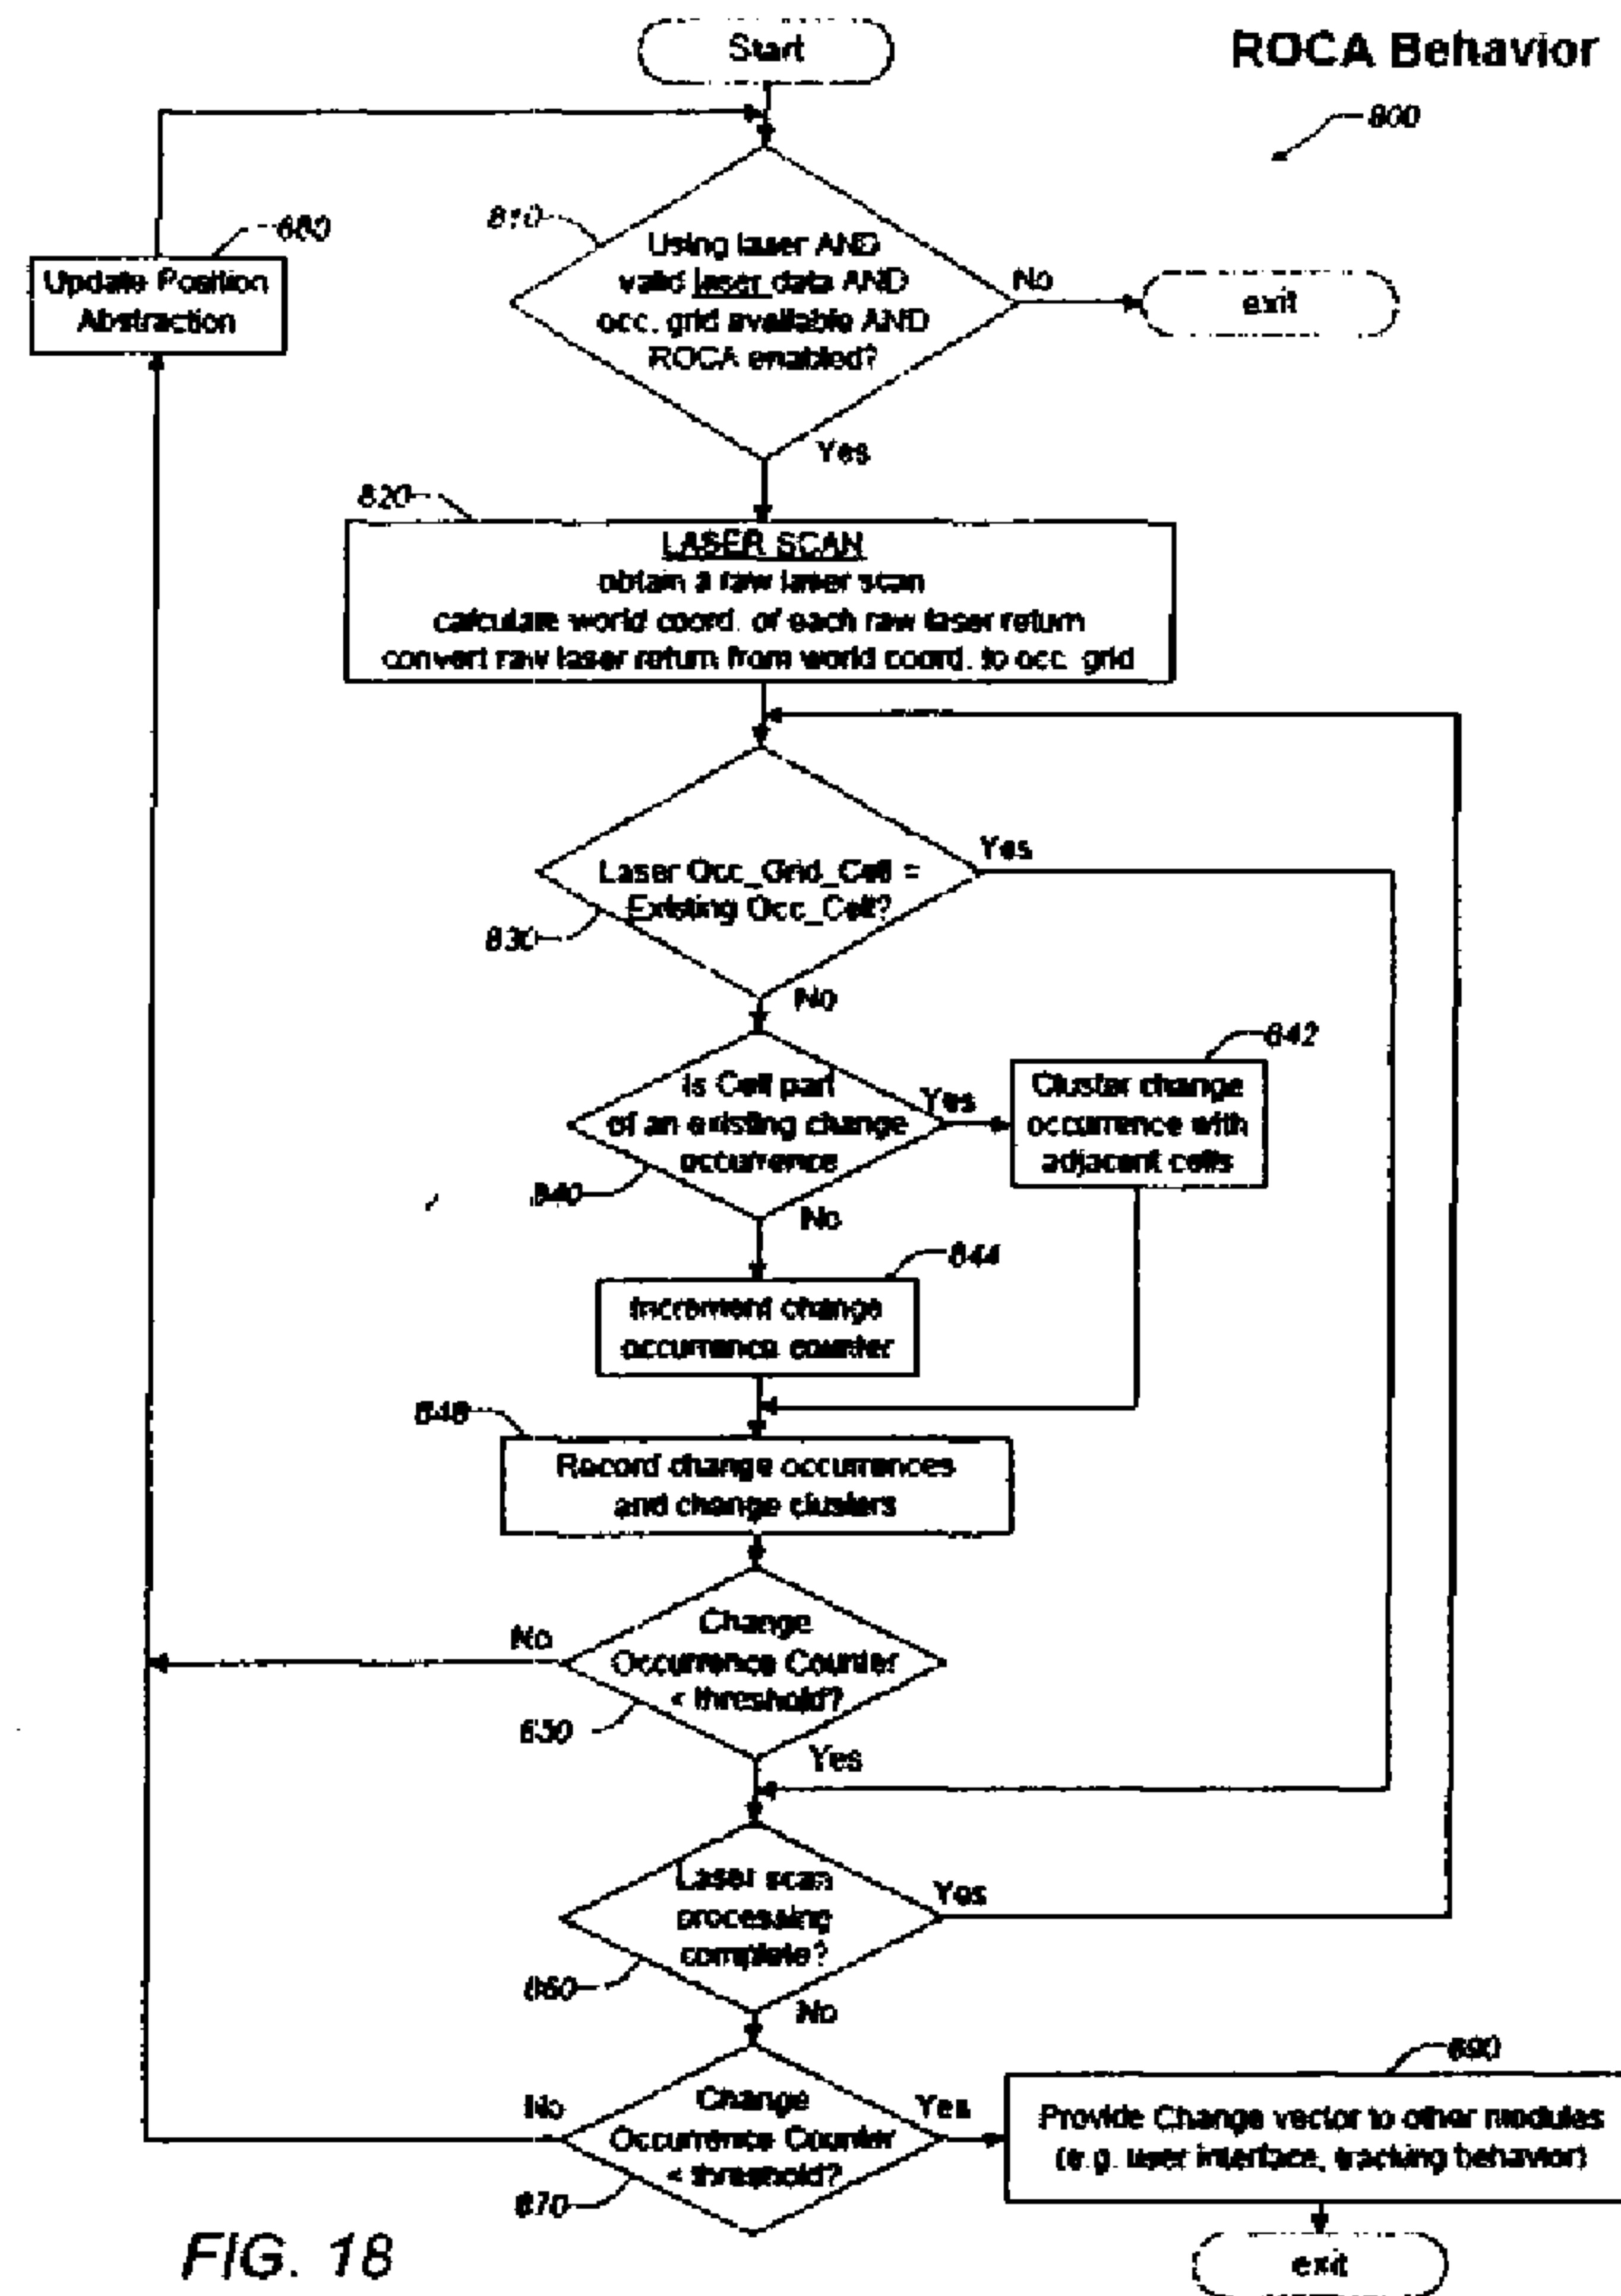 ROCA Behavior
800
Start
810
Using laser AND
valid laser data AND
occ. grid available AND
ROCA enabled?
No
exit
Yes
680
Update Position
Abstraction
820
LASER SCAN
obtain a raw laser scan
calculate world coord. of each raw laser return
convert raw laser return from world coord. to occ. grid
Laser Occ_Grid_Cell =
Existing Occ_Cell?
Yes
830
No
Is Cell part
of an existing change
occurrence
Yes
840
No
842
Cluster change
occurrence with
adjacent cells
844
Increment change
occurrence counter
848
Record change occurrences
and change clusters
Change
Occurrence Counter
< threshold?
No
850
Yes
Laser scan
processing
complete?
Yes
860
No
Change
Occurrence Counter
< threshold?
No
Yes
870
890
Provide Change vector to other modules
(e.g. user interface, tracking behavior)
exit
FIG. 18